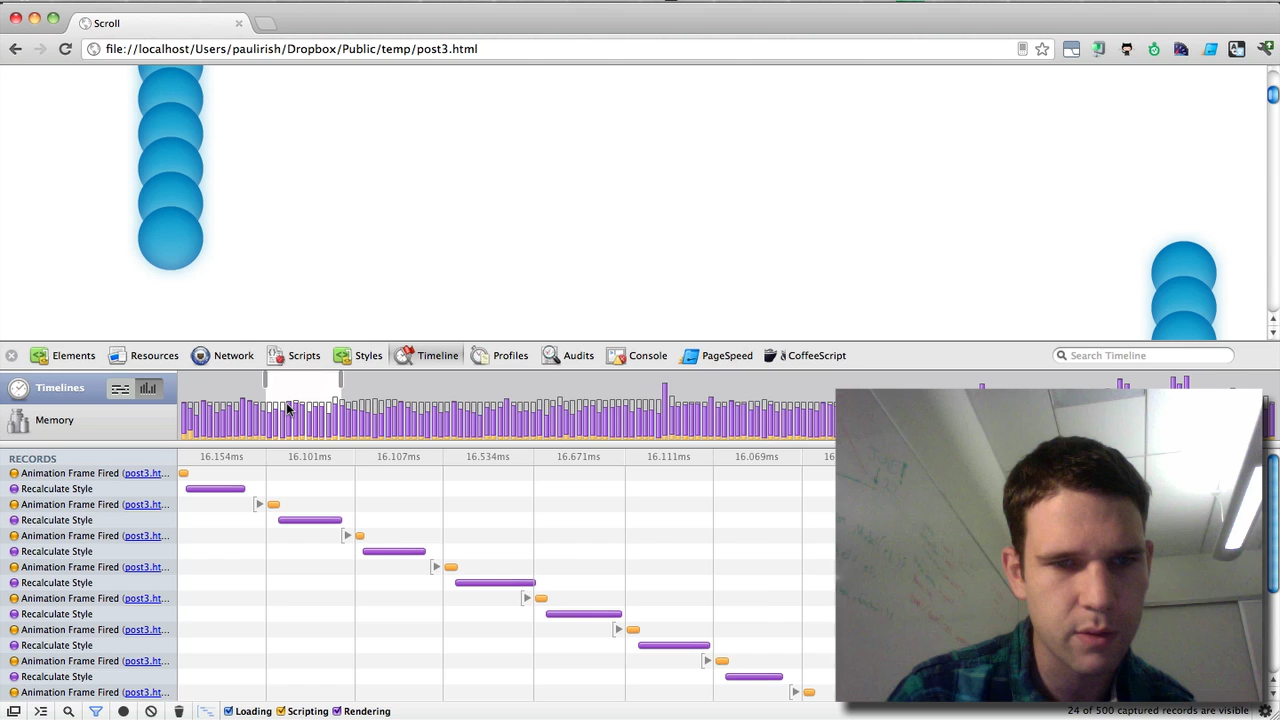 Scroll
file://localhost/Users/paulirish/Dropbox/Public/temp/post3.html
Elements Resources Network Scripts Styles Timeline Profiles Audits Console PageSpeed CoffeeScript Search Timeline
Timelines
Memory
RECORDS 16.154ms 16.101ms 16.107ms 16.534ms 16.671ms 16.111ms 16.069ms
Animation Frame Fired (post3.ht...
Recalculate Style
Animation Frame Fired (post3.ht...
Recalculate Style
Animation Frame Fired (post3.ht...
Recalculate Style
Animation Frame Fired (post3.ht...
Recalculate Style
Animation Frame Fired (post3.ht...
Recalculate Style
Animation Frame Fired (post3.ht...
Recalculate Style
Animation Frame Fired (post3.ht...
Recalculate Style
Animation Frame Fired (post3.ht...
Loading Scripting Rendering 24 of 500 captured records are visible